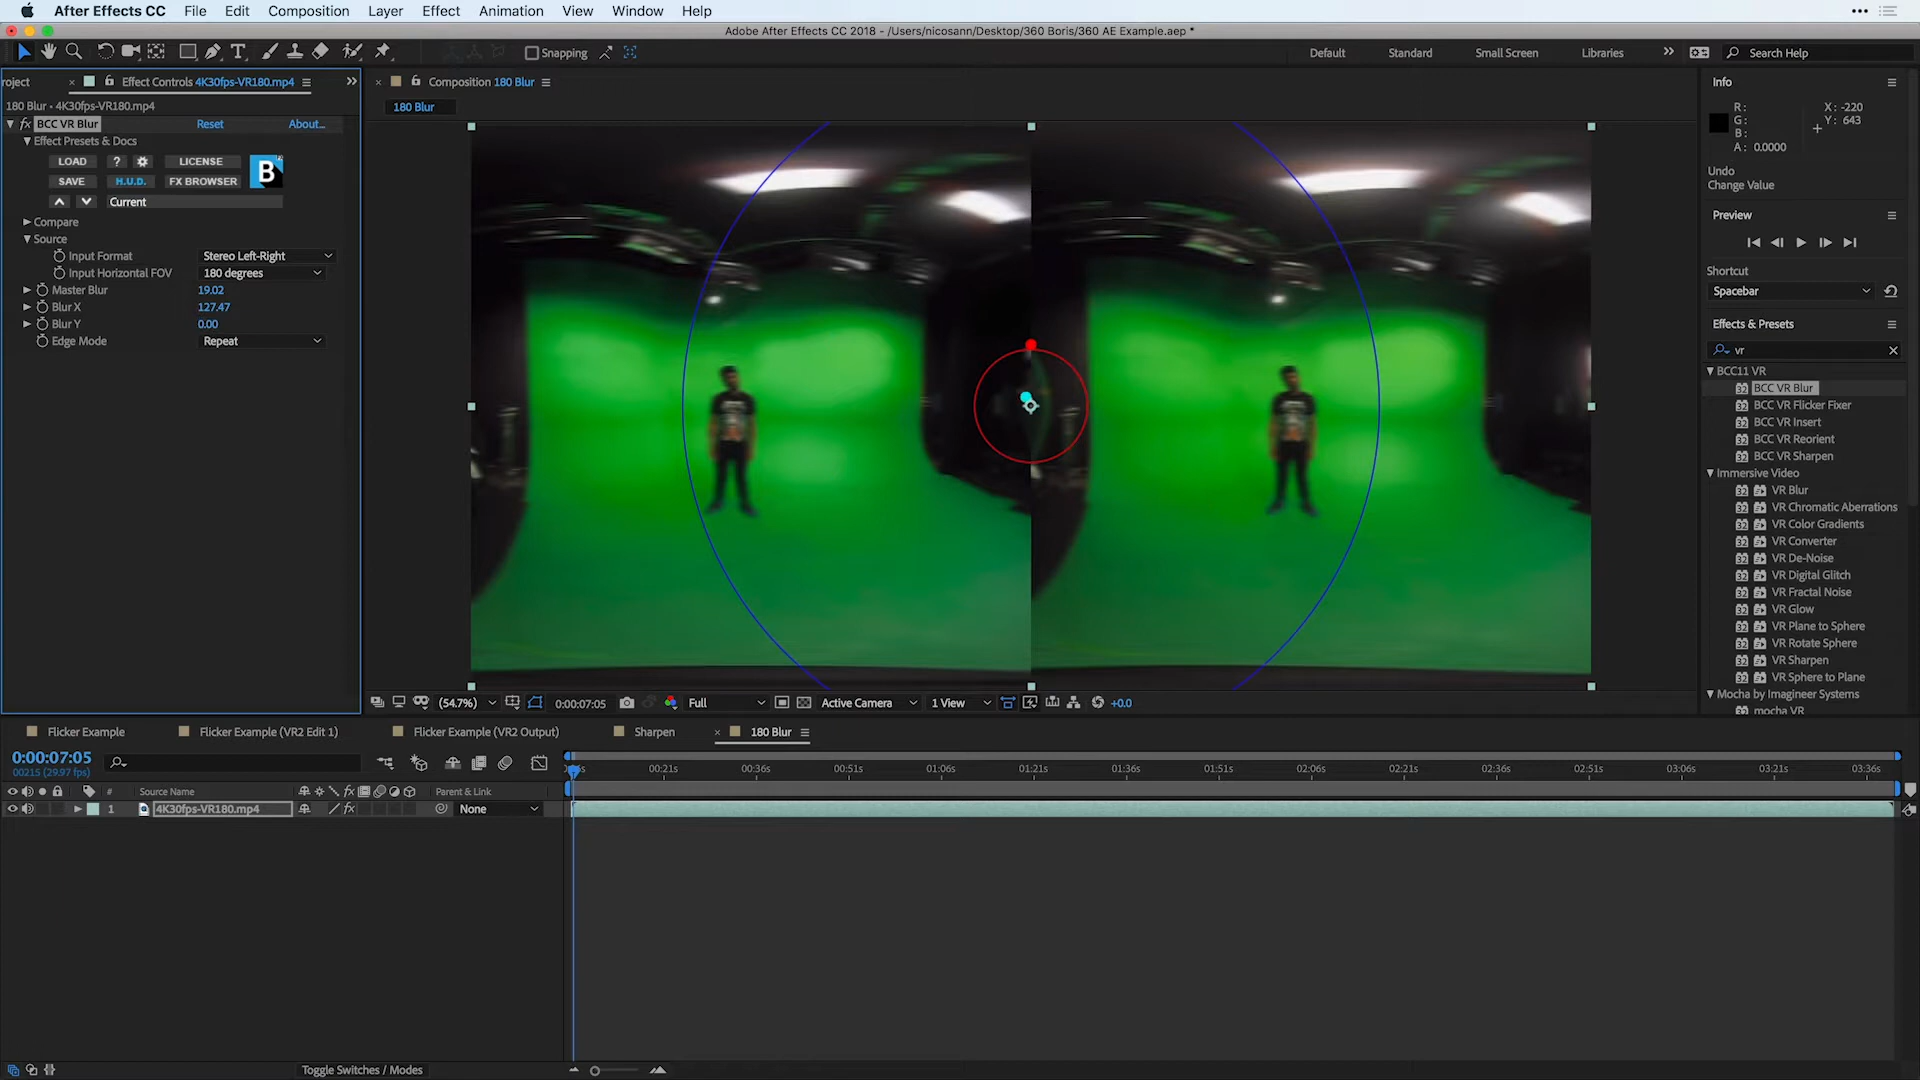 After Effects CC File Edit Composition Layer Effect Animation View Window Help
Adobe After Effects CC 2018 - /Users/nicosann/Desktop/360 Boris/360 AE Example.aep *
Snapping
Default Standard Small Screen Libraries Search Help
roject Effect Controls 4K30fps-VR180.mp4
180 Blur • 4K30fps-VR180.mp4
BCC VR Blur Reset About...
Effect Presets & Docs
LOAD ? LICENSE
B
SAVE H.U.D. FX BROWSER
Current
Compare
Source
Input Format Stereo Left-Right
Input Horizontal FOV 180 degrees
Master Blur 19.02
Blur X 127.47
Blur Y 0.00
Edge Mode Repeat
Composition 180 Blur
180 Blur
(54.7%) 0:00:07:05 Full Active Camera 1 View +0.0
Info
R: X: -220
G: Y: 643
B:
A: 0.0000
Undo
Change Value
Preview
Shortcut
Spacebar
Effects & Presets
vr
BCC11 VR
BCC VR Blur
BCC VR Flicker Fixer
BCC VR Insert
BCC VR Reorient
BCC VR Sharpen
Immersive Video
VR Blur
VR Chromatic Aberrations
VR Color Gradients
VR Converter
VR De-Noise
VR Digital Glitch
VR Fractal Noise
VR Glow
VR Plane to Sphere
VR Rotate Sphere
VR Sharpen
VR Sphere to Plane
Mocha by Imagineer Systems
mocha VR
Flicker Example Flicker Example (VR2 Edit 1) Flicker Example (VR2 Output) Sharpen 180 Blur
0:00:07:05
00215 (29.97 fps)
00:21s 00:36s 00:51s 01:06s 01:21s 01:36s 01:51s 02:06s 02:21s 02:36s 02:51s 03:06s 03:21s 03:36s
# Source Name Parent & Link
1 4K30fps-VR180.mp4 None
Toggle Switches / Modes